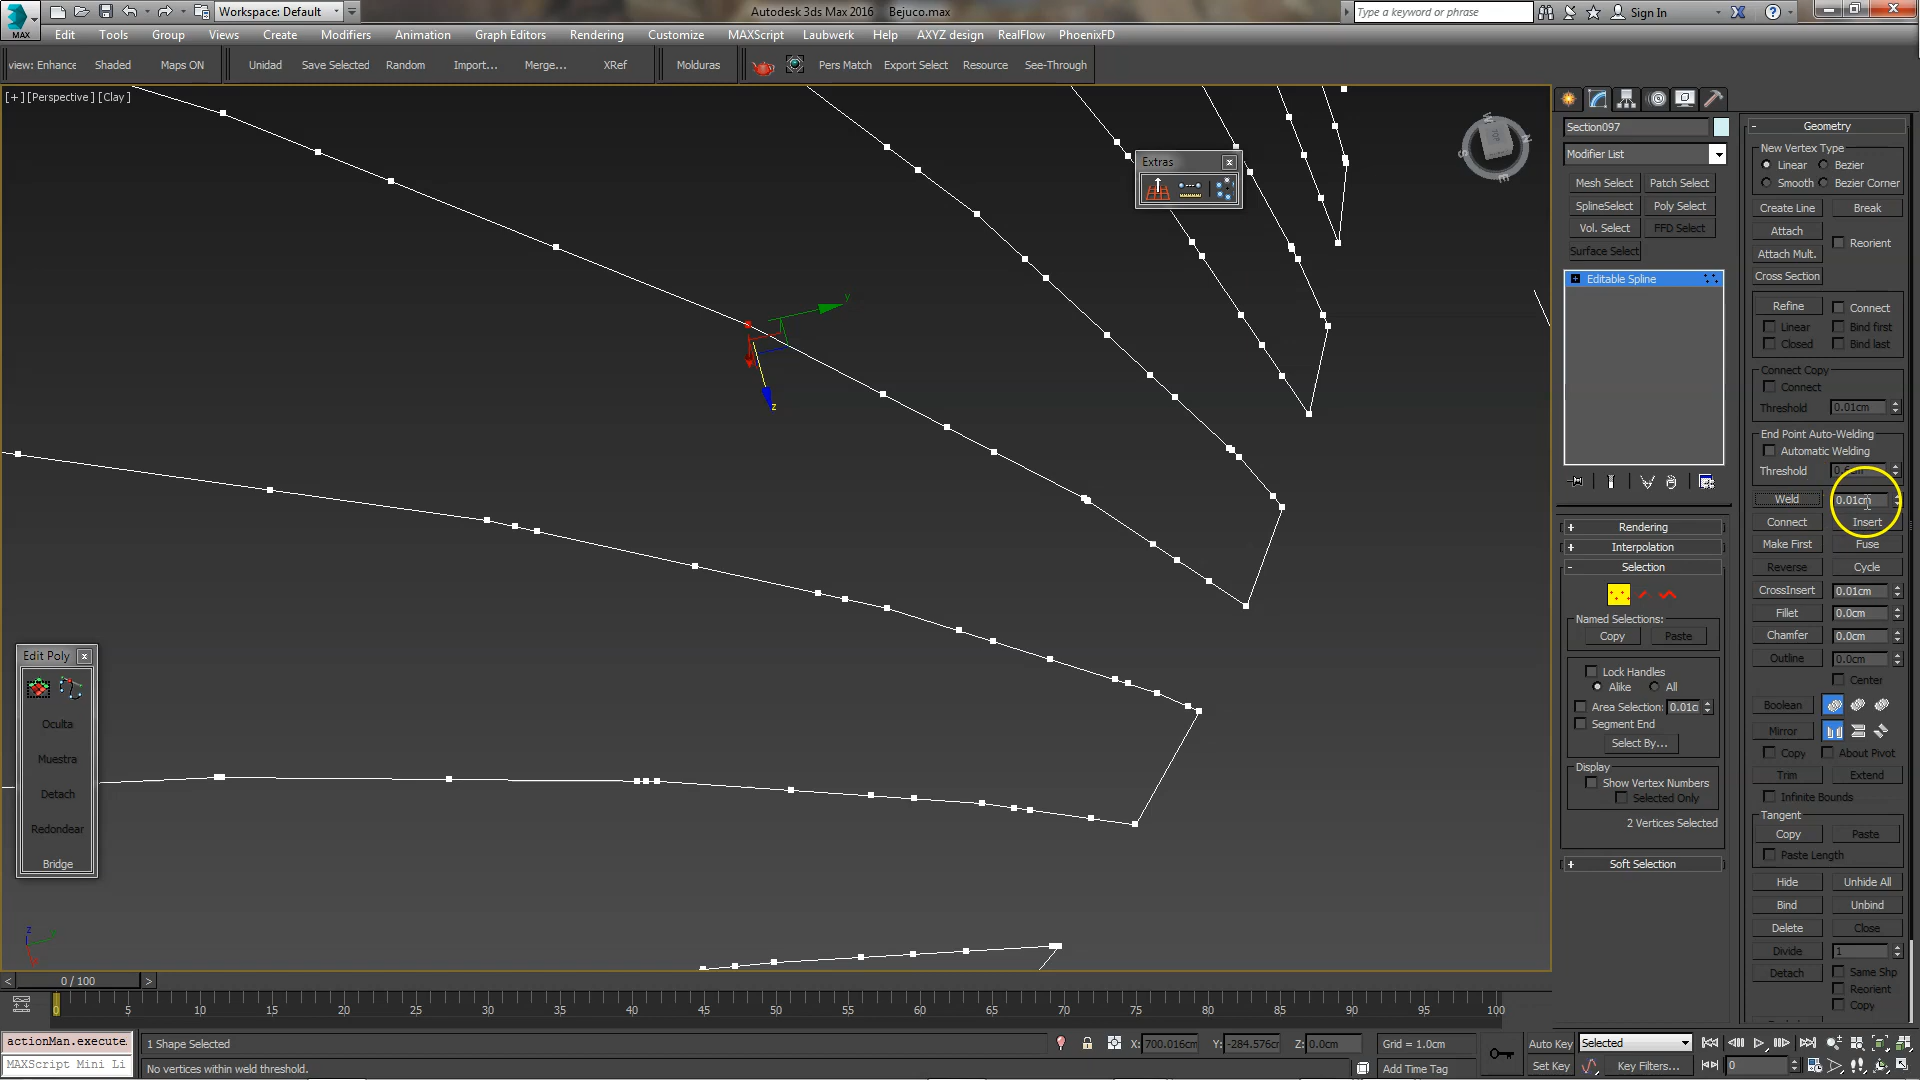 MAX
Workspace: Default
Autodesk 3ds Max 2016 Bejuco.max
Type a keyword or phrase
Sign In
Edit Tools Group Views Create Modifiers Animation Graph Editors Rendering Customize MAXScript Laubwerk Help AXYZ design RealFlow PhoenixFD
view: Enhance Shaded Maps ON Unidad Save Selected Random Import... Merge... XRef Molduras Pers Match Export Select Resource See-Through
[+] [Perspective] [Clay]
Extras
y
z
Edit Poly
Oculta
Muestra
Detach
Redondear
Bridge
Section097
Modifier List
Mesh Select Patch Select
SplineSelect Poly Select
Vol. Select FFD Select
Surface Select
Editable Spline
Rendering
Interpolation
Selection
Named Selections:
Copy Paste
Lock Handles
Alike All
Area Selection: 0.01c
Segment End
Select By...
Display
Show Vertex Numbers
Selected Only
2 Vertices Selected
Soft Selection
Geometry
New Vertex Type
Linear Bezier
Smooth Bezier Corner
Create Line Break
Attach
Reorient
Attach Mult.
Cross Section
Refine Connect
Linear Bind first
Closed Bind last
Connect Copy
Connect
Threshold 0.01cm
End Point Auto-Welding
Automatic Welding
Threshold
Weld 0.01cm
Connect Insert
Make First Fuse
Reverse Cycle
CrossInsert 0.01cm
Fillet 0.0cm
Chamfer 0.0cm
Outline 0.0cm
Center
Boolean
Mirror
Copy About Pivot
Trim Extend
Infinite Bounds
Tangent
Copy Paste
Paste Length
Hide Unhide All
Bind Unbind
Delete Close
Divide 1
Detach Same Shp
Reorient
Copy
0 / 100
0 5 10 15 20 25 30 35 40 45 50 55 60 65 70 75 80 85 90 95 100
actionMan.execute
MAXScript Mini Li
1 Shape Selected
No vertices within weld threshold.
X: 700.016cm Y: -284.576cm Z: 0.0cm
Grid = 1.0cm
Add Time Tag
Auto Key Selected
Set Key Key Filters...
0